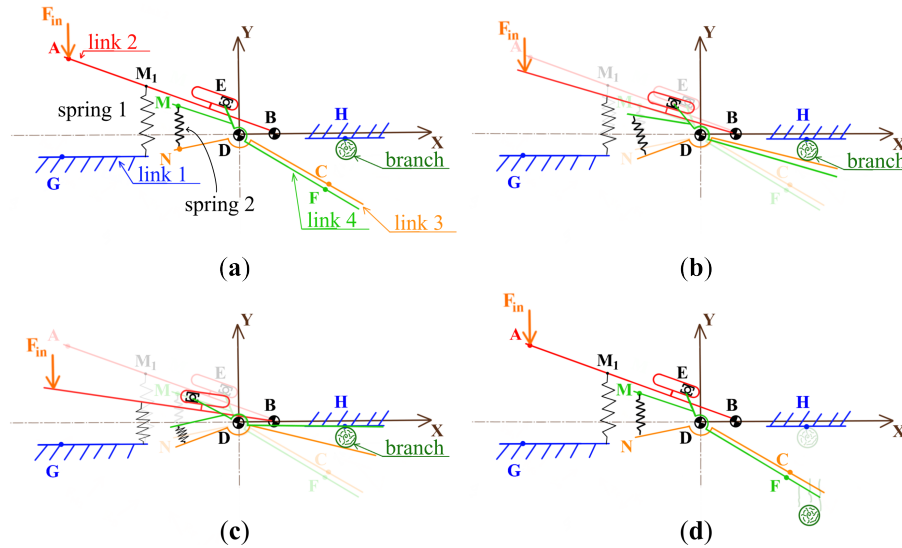 Y
F_in
A
link 2
M₁
E
M
spring 1
B
H
X
D
N
branch
G
link 1
C
spring 2
F
link 4
link 3
(a)
Y
F_in
A
M₁
E
M
B
H
X
N
D
branch
G
C
F
(b)
Y
F_in
A
M₁
E
M
B
H
X
D
N
branch
G
C
F
(c)
Y
F_in
A
M₁
E
M
B
H
X
D
N
G
C
F
(d)